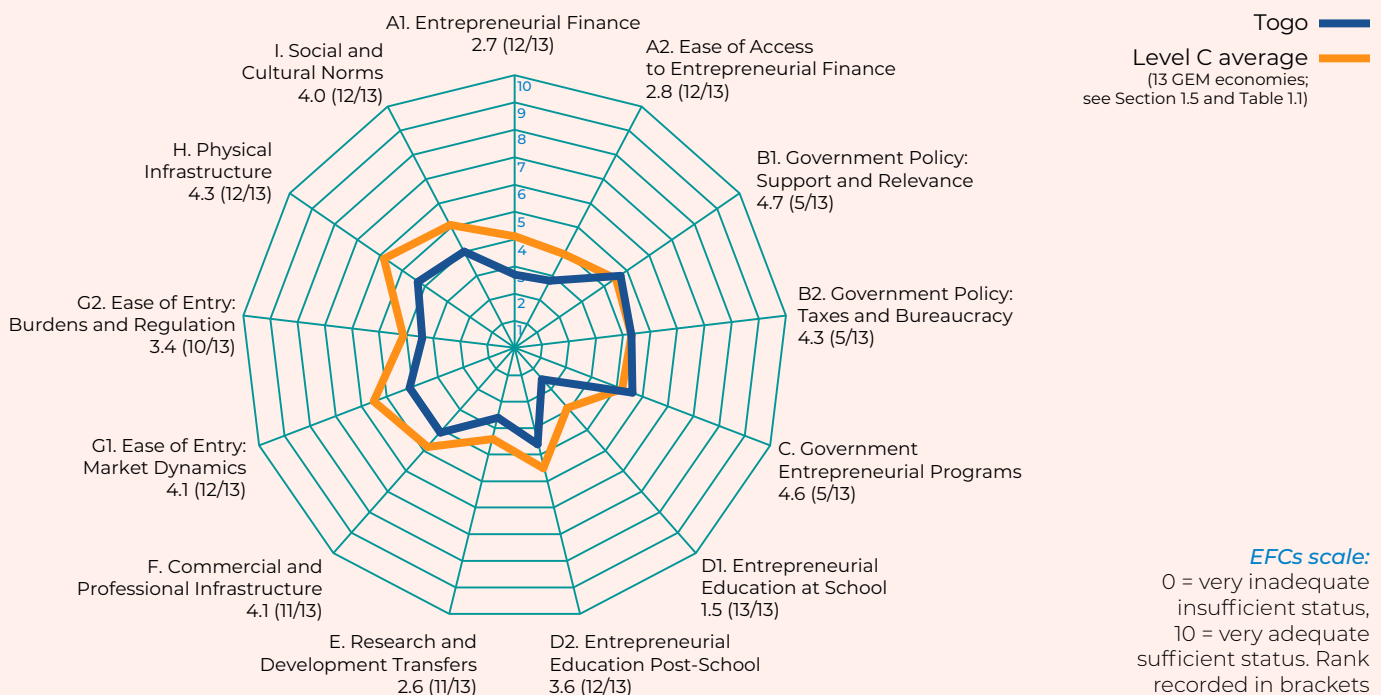 A1. Entrepreneurial Finance
2.7 (12/13)
A2. Ease of Access
to Entrepreneurial Finance
2.8 (12/13)
B1. Government Policy:
Support and Relevance
4.7 (5/13)
B2. Government Policy:
Taxes and Bureaucracy
4.3 (5/13)
C. Government
Entrepreneurial Programs
4.6 (5/13)
D1. Entrepreneurial
Education at School
1.5 (13/13)
D2. Entrepreneurial
Education Post-School
3.6 (12/13)
E. Research and
Development Transfers
2.6 (11/13)
F. Commercial and
Professional Infrastructure
4.1 (11/13)
G1. Ease of Entry:
Market Dynamics
4.1 (12/13)
G2. Ease of Entry:
Burdens and Regulation
3.4 (10/13)
H. Physical
Infrastructure
4.3 (12/13)
I. Social and
Cultural Norms
4.0 (12/13)
10
9
8
7
6
5
4
3
2
1
Togo
Level C average
(13 GEM economies;
see Section 1.5 and Table 1.1)
EFCs scale:
0 = very inadequate
insufficient status,
10 = very adequate
sufficient status. Rank
recorded in brackets